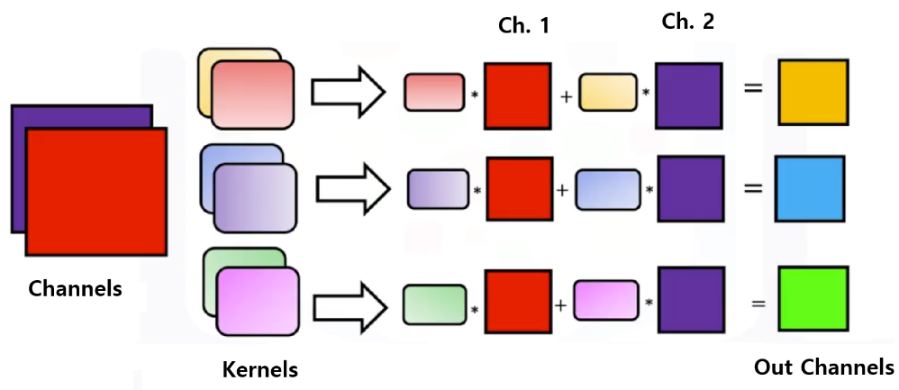 Ch. 1 Ch. 2
* + * =
* + * =
* + * =
Channels
Kernels Out Channels